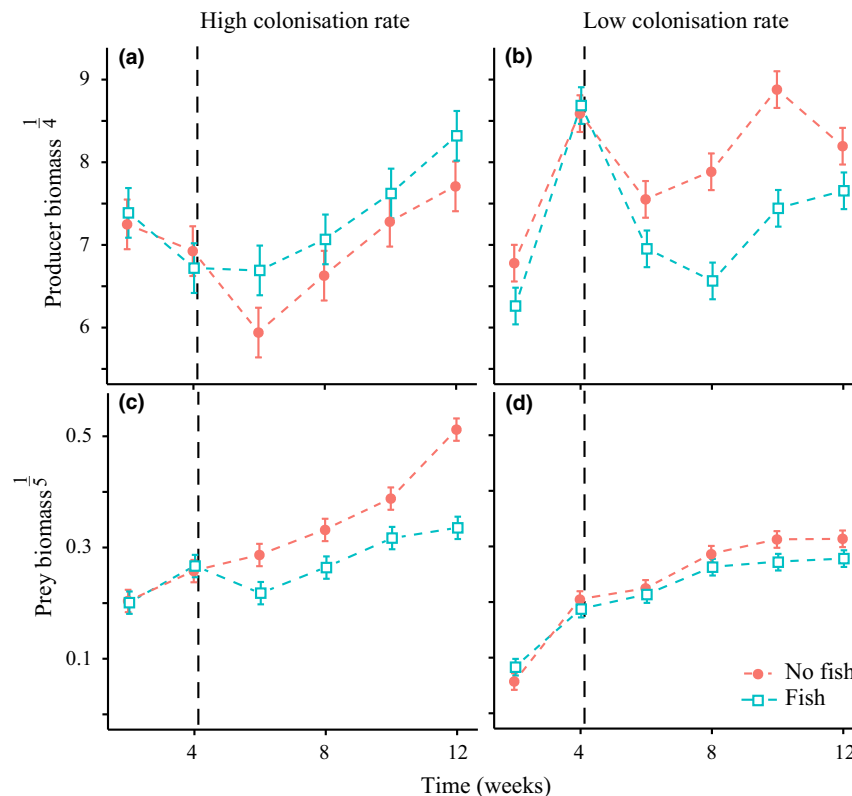 High colonisation rate
Low colonisation rate
(a)
(b)
9
8
7
6
Producer biomass 1/4
(c)
(d)
0.5
0.3
0.1
Prey biomass 1/5
No fish
Fish
4
8
12
4
8
12
Time (weeks)